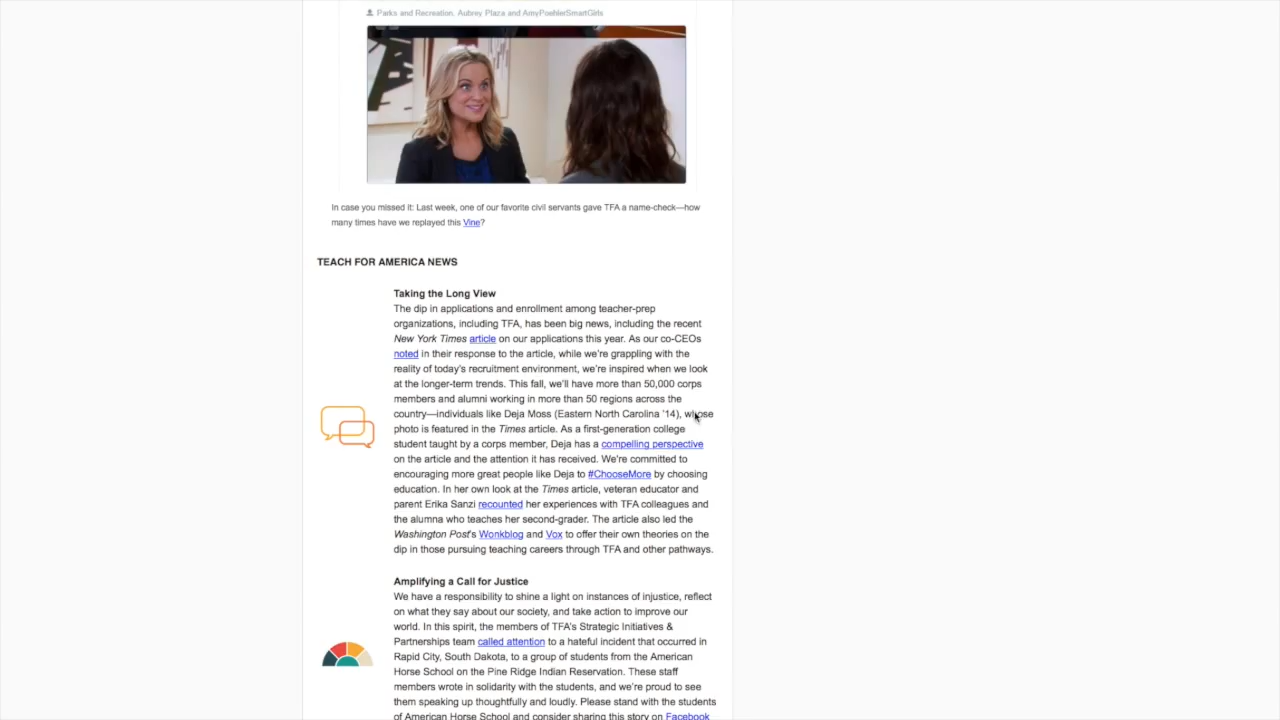 Parks and Recreation, Aubrey Plaza and AmyPoehlerSmartGirls
In case you missed it: Last week, one of our favorite civil servants gave TFA a name-check—how
many times have we replayed this Vine?
TEACH FOR AMERICA NEWS
Taking the Long View
The dip in applications and enrollment among teacher-prep
organizations, including TFA, has been big news, including the recent
New York Times article on our applications this year. As our co-CEOs
noted in their response to the article, while we're grappling with the
reality of today's recruitment environment, we're inspired when we look
at the longer-term trends. This fall, we'll have more than 50,000 corps
members and alumni working in more than 50 regions across the
country—individuals like Deja Moss (Eastern North Carolina '14), whose
photo is featured in the Times article. As a first-generation college
student taught by a corps member, Deja has a compelling perspective
on the article and the attention it has received. We're committed to
encouraging more great people like Deja to #ChooseMore by choosing
education. In her own look at the Times article, veteran educator and
parent Erika Sanzi recounted her experiences with TFA colleagues and
the alumna who teaches her second-grader. The article also led the
Washington Post's Wonkblog and Vox to offer their own theories on the
dip in those pursuing teaching careers through TFA and other pathways.
Amplifying a Call for Justice
We have a responsibility to shine a light on instances of injustice, reflect
on what they say about our society, and take action to improve our
world. In this spirit, the members of TFA's Strategic Initiatives &
Partnerships team called attention to a hateful incident that occurred in
Rapid City, South Dakota, to a group of students from the American
Horse School on the Pine Ridge Indian Reservation. These staff
members wrote in solidarity with the students, and we're proud to see
them speaking up thoughtfully and loudly. Please stand with the students
of American Horse School and consider sharing this story on Facebook